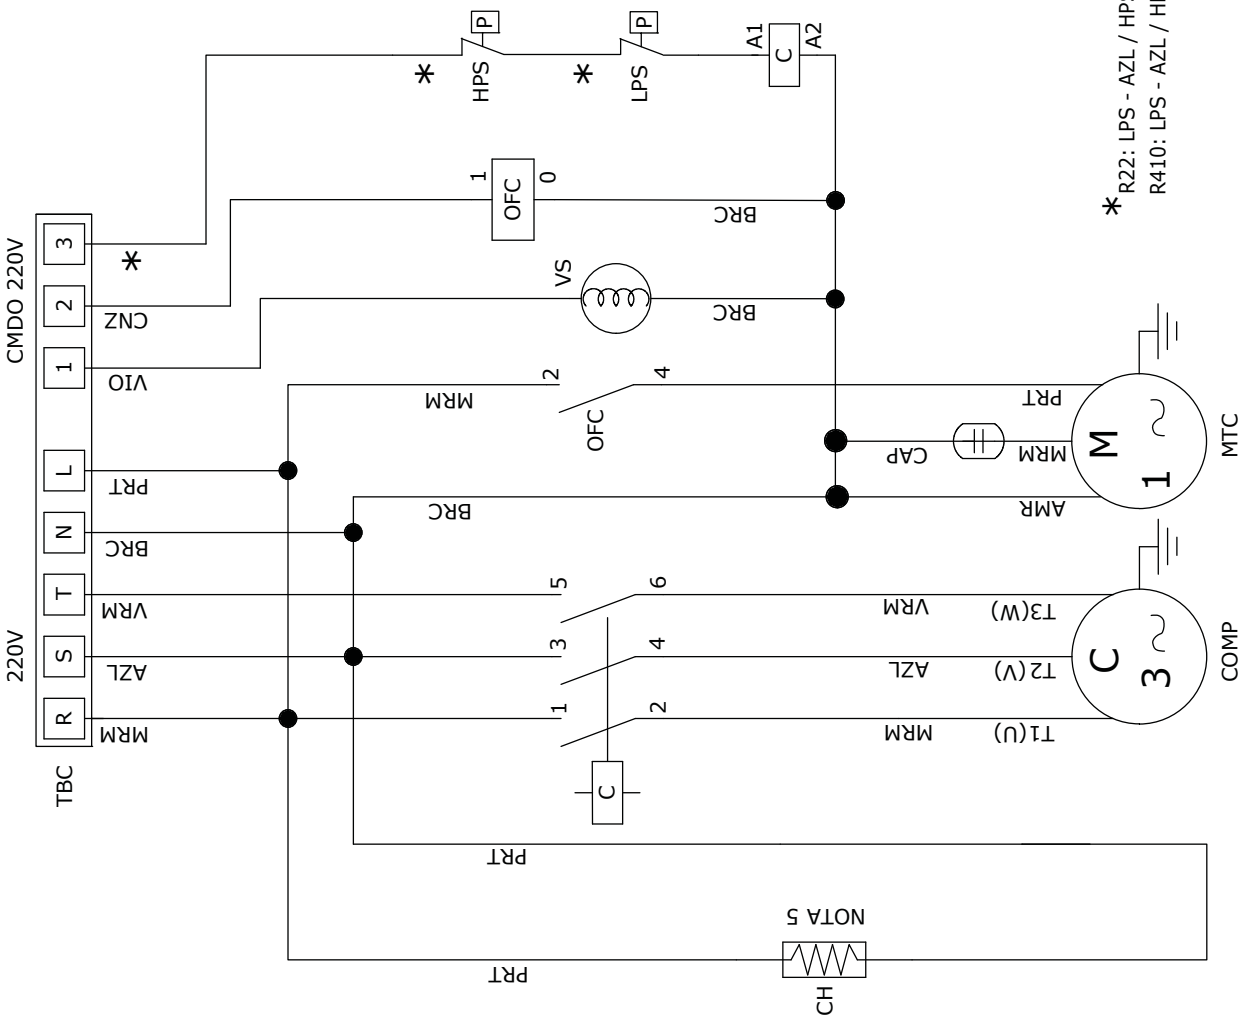 CMDO 220V
220V
TBC
R
S
T
N
L
1
2
3
MRM
AZL
VRM
BRC
PRT
VIO
CNZ
*
*
HPS
P
*
LPS
P
A1
C
A2
1
OFC
0
BRC
VS
BRC
MRM
2
OFC
4
PRT
BRC
CAP
MRM
AMR
M
1
MTC
5
6
3
4
1
2
C
VRM
T3(W)
AZL
T2(V)
MRM
T1(U)
C
3
COMP
PRT
PRT
NOTA 5
CH
* R22: LPS - AZL /
R410: LPS - AZL /